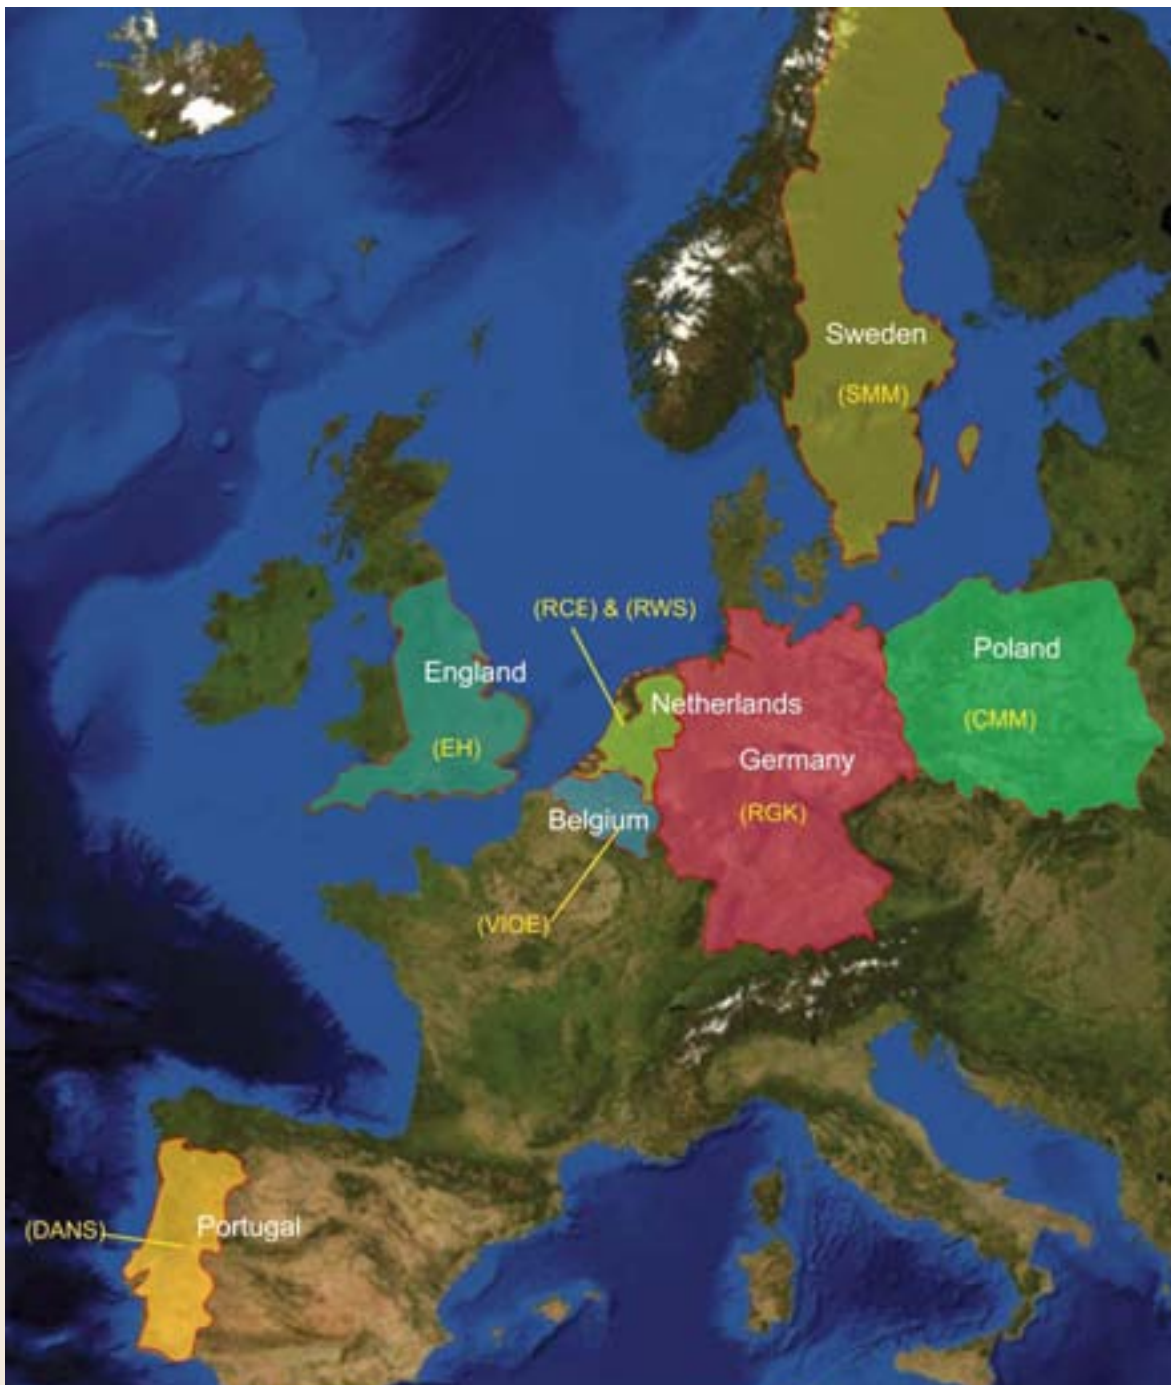 Sweden
(SMM)
(RCE) & (RWS)
Poland
England
Netherlands
(CMM)
(EH)
Germany
(RGK)
Belgium
(VIOE)
Portugal
(DANS)